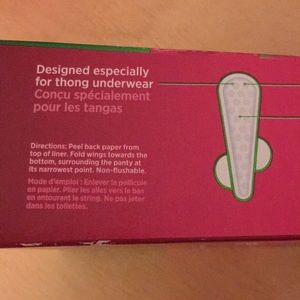 Designed especially
for thong underwear
Conçu spécialement
pour les tangas
Directions: Peel back paper from
top of liner. Fold wings towards the
bottom, surrounding the panty at
its narrowest point. Non-flushable.
Mode d'emploi : Enlever la pellicule
en papier. Plier les ailes vers le bas
en entourant le string. Ne pas jeter
dans les toilettes.